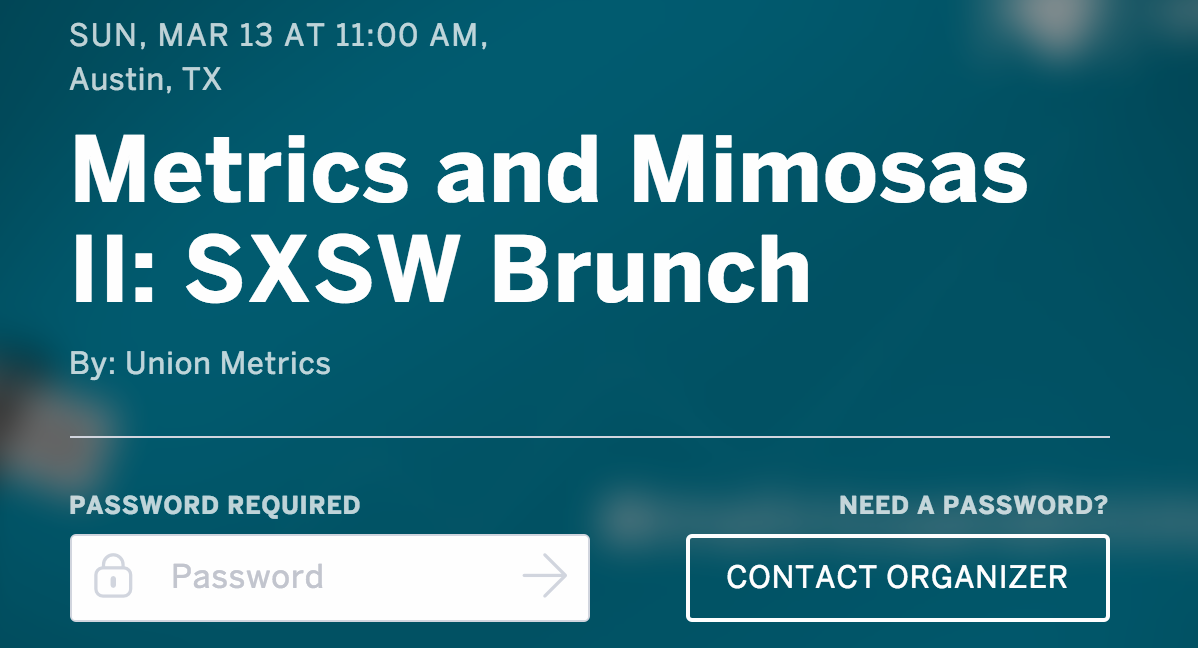 SUN, MAR 13 AT 11:00 AM,
Austin, TX
Metrics and Mimosas
II: SXSW Brunch
By: Union Metrics
PASSWORD REQUIRED
NEED A PASSWORD?
Password
CONTACT ORGANIZER